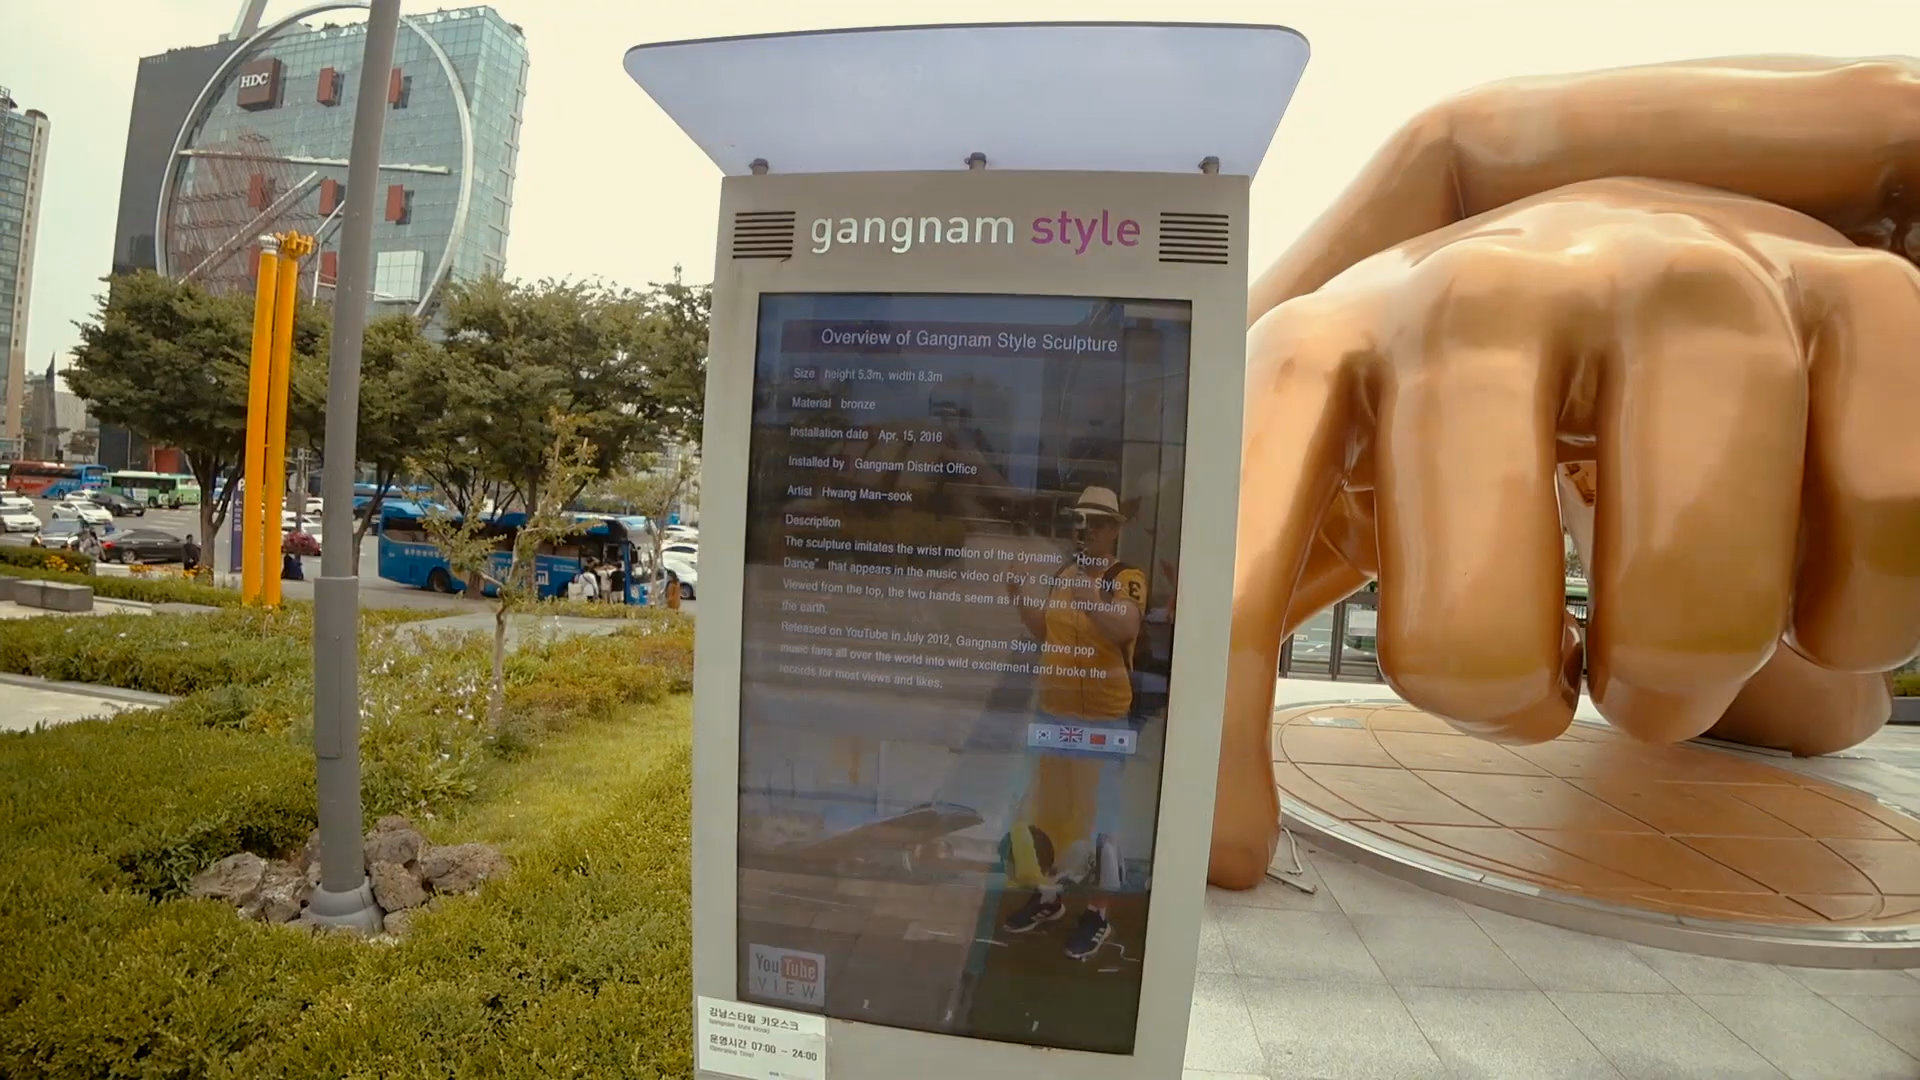 HDC
gangnam style
Overview of Gangnam Style Sculpture
Size height 5.3m, width 8.3m
Material bronze
Installation date Apr. 15, 2016
Installed by Gangnam District Office
Artist Hwang Man-seok
Description
The sculpture imitates the wrist motion of the dynamic “Horse
Dance” that appears in the music video of Psy's Gangnam Style.
Viewed from the top, the two hands seem as if they are embracing
the earth.
Released on YouTube in July 2012, Gangnam Style drove pop
music fans all over the world into wild excitement and broke the
records for most views and likes.
YouTube
VIEW
강남스타일 키오스크
운영시간 07:00 - 24:00
(Operating Time)